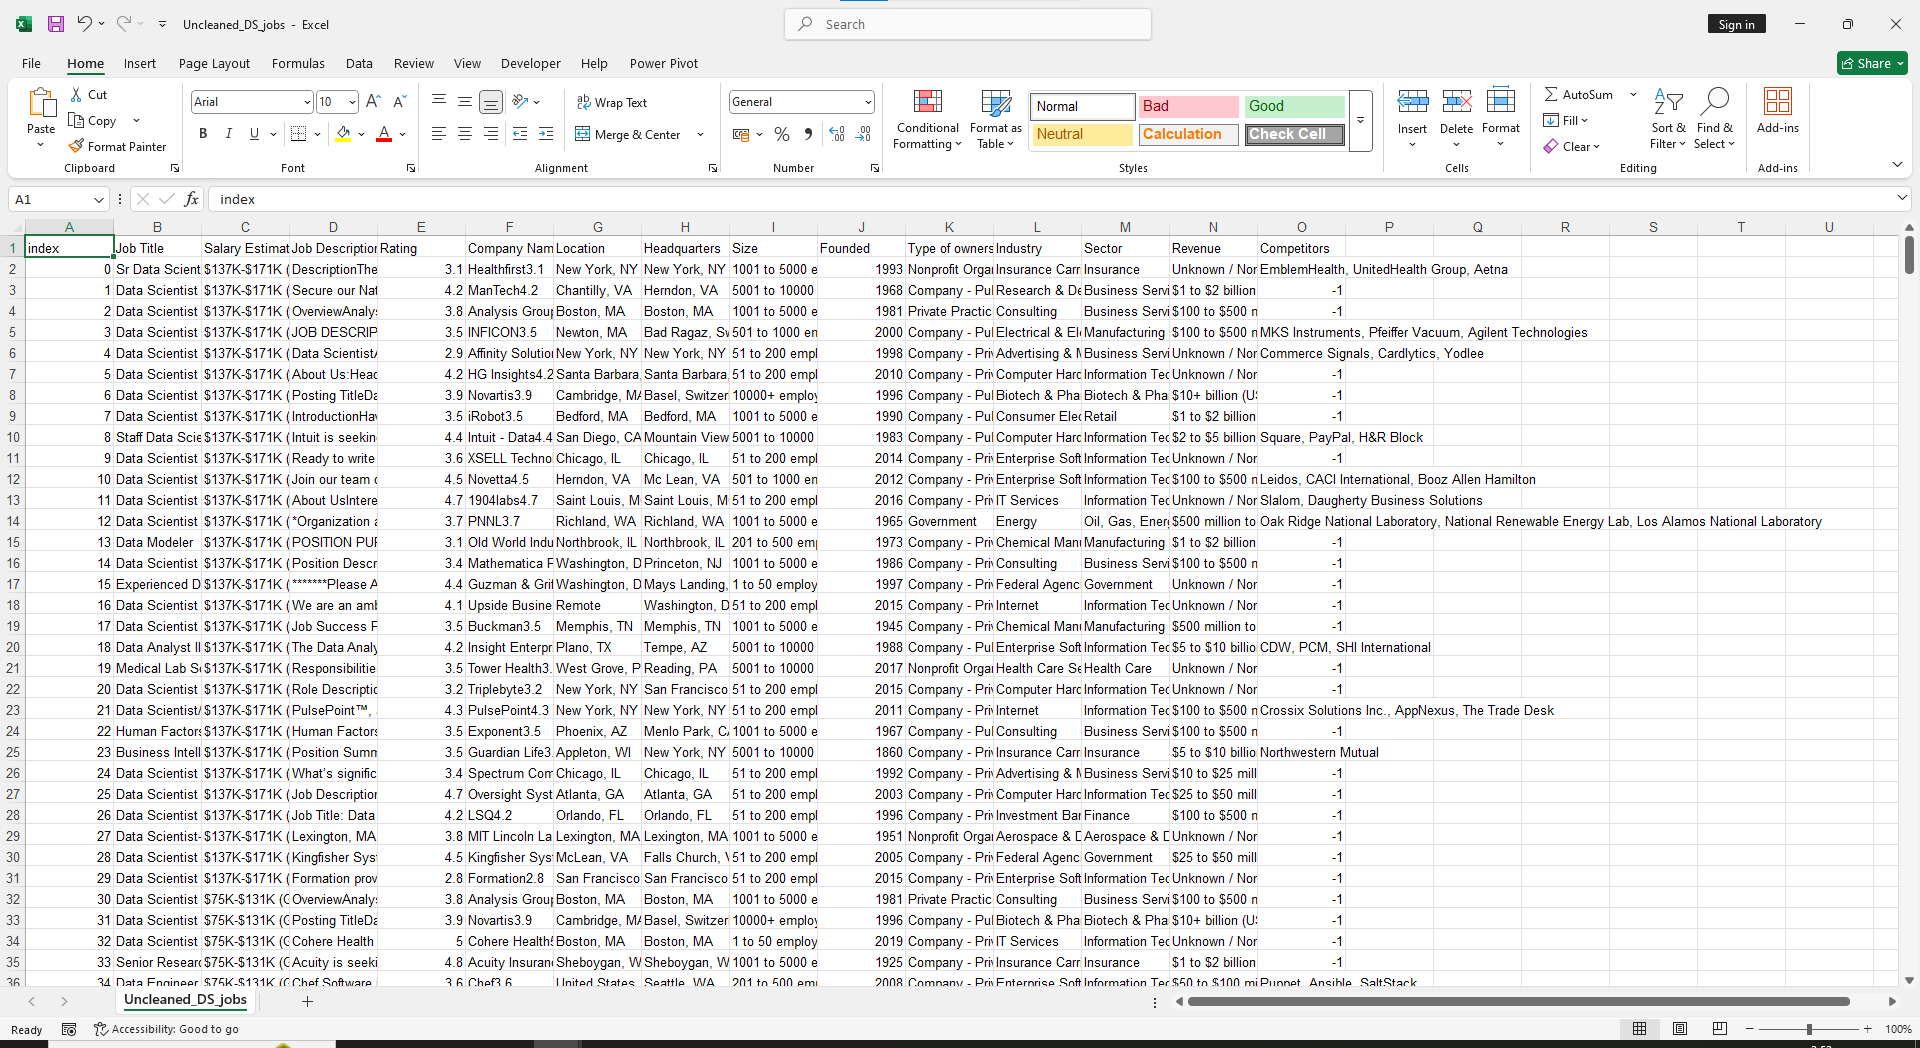 Uncleaned_DS_jobs - Excel
Search
Sign in
File Home Insert Page Layout Formulas Data Review View Developer Help Power Pivot
Share
Paste
Cut
Copy
Format Painter
Clipboard
Arial 10
B I U
Font
Wrap Text
Merge & Center
Alignment
General
Number
Conditional Formatting
Format as Table
Normal Bad Good
Neutral Calculation Check Cell
Styles
Insert Delete Format
Cells
AutoSum
Fill
Clear
Sort & Filter
Find & Select
Editing
Add-ins
Add-ins
A1 fx index
A B C D E F G H I J K L M N O P Q R S T U
1 index Job Title Salary Estimat Job Description Rating Company Nam Location Headquarters Size Founded Type of owners Industry Sector Revenue Competitors
2 0 Sr Data Scient $137K-$171K ( DescriptionThe 3.1 Healthfirst3.1 New York, NY New York, NY 1001 to 5000 e 1993 Nonprofit Orgar Insurance Carr Insurance Unknown / Nor EmblemHealth, UnitedHealth Group, Aetna
3 1 Data Scientist $137K-$171K ( Secure our Nat 4.2 ManTech4.2 Chantilly, VA Herndon, VA 5001 to 10000 1968 Company - Pul Research & De Business Servi $1 to $2 billion -1
4 2 Data Scientist $137K-$171K ( OverviewAnalys 3.8 Analysis Group Boston, MA Boston, MA 1001 to 5000 e 1981 Private Practic Consulting Business Servi $100 to $500 m -1
5 3 Data Scientist $137K-$171K ( JOB DESCRIP 3.5 INFICON3.5 Newton, MA Bad Ragaz, Sw 501 to 1000 em 2000 Company - Pul Electrical & El Manufacturing $100 to $500 m MKS Instruments, Pfeiffer Vacuum, Agilent Technologies
6 4 Data Scientist $137K-$171K ( Data ScientistA 2.9 Affinity Solutio New York, NY New York, NY 51 to 200 empl 1998 Company - Pri Advertising & M Business Servi Unknown / Nor Commerce Signals, Cardlytics, Yodlee
7 5 Data Scientist $137K-$171K ( About Us:Head 4.2 HG Insights4.2 Santa Barbara, Santa Barbara, 51 to 200 empl 2010 Company - Pri Computer Hard Information Tec Unknown / Nor -1
8 6 Data Scientist $137K-$171K ( Posting TitleDa 3.9 Novartis3.9 Cambridge, MA Basel, Switzer 10000+ employ 1996 Company - Pul Biotech & Pha Biotech & Pha $10+ billion (US -1
9 7 Data Scientist $137K-$171K ( IntroductionHav 3.5 iRobot3.5 Bedford, MA Bedford, MA 1001 to 5000 e 1990 Company - Pul Consumer Elec Retail $1 to $2 billion -1
10 8 Staff Data Scie $137K-$171K ( Intuit is seekin 4.4 Intuit - Data4.4 San Diego, CA Mountain View 5001 to 10000 1983 Company - Pul Computer Hard Information Tec $2 to $5 billion Square, PayPal, H&R Block
11 9 Data Scientist $137K-$171K ( Ready to write 3.6 XSELL Techno Chicago, IL Chicago, IL 51 to 200 empl 2014 Company - Pri Enterprise Soft Information Tec Unknown / Nor -1
12 10 Data Scientist $137K-$171K ( Join our team o 4.5 Novetta4.5 Herndon, VA Mc Lean, VA 501 to 1000 em 2012 Company - Pri Enterprise Soft Information Tec $100 to $500 m Leidos, CACI International, Booz Allen Hamilton
13 11 Data Scientist $137K-$171K ( About UsIntere 4.7 1904labs4.7 Saint Louis, M Saint Louis, M 51 to 200 empl 2016 Company - Pri IT Services Information Tec Unknown / Nor Slalom, Daugherty Business Solutions
14 12 Data Scientist $137K-$171K ( *Organization a 3.7 PNNL3.7 Richland, WA Richland, WA 1001 to 5000 e 1965 Government Energy Oil, Gas, Energ $500 million to Oak Ridge National Laboratory, National Renewable Energy Lab, Los Alamos National Laboratory
15 13 Data Modeler $137K-$171K ( POSITION PUR 3.1 Old World Indu Northbrook, IL Northbrook, IL 201 to 500 emp 1973 Company - Pri Chemical Manu Manufacturing $1 to $2 billion -1
16 14 Data Scientist $137K-$171K ( Position Descr 3.4 Mathematica P Washington, D Princeton, NJ 1001 to 5000 e 1986 Company - Pri Consulting Business Servi $100 to $500 m -1
17 15 Experienced D $137K-$171K ( *******Please A 4.4 Guzman & Grif Washington, D Mays Landing, 1 to 50 employ 1997 Company - Pri Federal Agenc Government Unknown / Nor -1
18 16 Data Scientist $137K-$171K ( We are an amb 4.1 Upside Busine Remote Washington, D 51 to 200 empl 2015 Company - Pri Internet Information Tec Unknown / Nor -1
19 17 Data Scientist $137K-$171K ( Job Success P 3.5 Buckman3.5 Memphis, TN Memphis, TN 1001 to 5000 e 1945 Company - Pri Chemical Manu Manufacturing $500 million to -1
20 18 Data Analyst II $137K-$171K ( The Data Analy 4.2 Insight Enterpr Plano, TX Tempe, AZ 5001 to 10000 1988 Company - Pul Enterprise Soft Information Tec $5 to $10 billio CDW, PCM, SHI International
21 19 Medical Lab Sc $137K-$171K ( Responsibilitie 3.5 Tower Health3. West Grove, P Reading, PA 5001 to 10000 2017 Nonprofit Orgar Health Care Se Health Care Unknown / Nor -1
22 20 Data Scientist $137K-$171K ( Role Descriptic 3.2 Triplebyte3.2 New York, NY San Francisco 51 to 200 empl 2015 Company - Pri Computer Hard Information Tec Unknown / Nor -1
23 21 Data Scientist/ $137K-$171K ( PulsePoint™, 4.3 PulsePoint4.3 New York, NY New York, NY 51 to 200 empl 2011 Company - Pri Internet Information Tec $100 to $500 m Crossix Solutions Inc., AppNexus, The Trade Desk
24 22 Human Factors $137K-$171K ( Human Factors 3.5 Exponent3.5 Phoenix, AZ Menlo Park, CA 1001 to 5000 e 1967 Company - Pul Consulting Business Servi $100 to $500 m -1
25 23 Business Intell $137K-$171K ( Position Summ 3.5 Guardian Life3. Appleton, WI New York, NY 5001 to 10000 1860 Company - Pri Insurance Carr Insurance $5 to $10 billio Northwestern Mutual
26 24 Data Scientist $137K-$171K ( What's signific 3.4 Spectrum Com Chicago, IL Chicago, IL 51 to 200 empl 1992 Company - Pri Advertising & M Business Servi $10 to $25 mill -1
27 25 Data Scientist $137K-$171K ( Job Description 4.7 Oversight Syst Atlanta, GA Atlanta, GA 51 to 200 empl 2003 Company - Pri Computer Hard Information Tec $25 to $50 mill -1
28 26 Data Scientist $137K-$171K ( Job Title: Data 4.2 LSQ4.2 Orlando, FL Orlando, FL 51 to 200 empl 1996 Company - Pri Investment Ban Finance $100 to $500 m -1
29 27 Data Scientist- $137K-$171K ( Lexington, MA, 3.8 MIT Lincoln La Lexington, MA Lexington, MA 1001 to 5000 e 1951 Nonprofit Orgar Aerospace & D Aerospace & D Unknown / Nor -1
30 28 Data Scientist $137K-$171K ( Kingfisher Syst 4.5 Kingfisher Syst McLean, VA Falls Church, V 51 to 200 empl 2005 Company - Pri Federal Agenc Government $25 to $50 mill -1
31 29 Data Scientist $137K-$171K ( Formation prov 2.8 Formation2.8 San Francisco San Francisco 51 to 200 empl 2015 Company - Pri Enterprise Soft Information Tec Unknown / Nor -1
32 30 Data Scientist $75K-$131K (G OverviewAnalys 3.8 Analysis Group Boston, MA Boston, MA 1001 to 5000 e 1981 Private Practic Consulting Business Servi $100 to $500 m -1
33 31 Data Scientist $75K-$131K (G Posting TitleDa 3.9 Novartis3.9 Cambridge, MA Basel, Switzer 10000+ employ 1996 Company - Pul Biotech & Pha Biotech & Pha $10+ billion (US -1
34 32 Data Scientist $75K-$131K (G Cohere Health 5 Cohere Health5 Boston, MA Boston, MA 1 to 50 employ 2019 Company - Pri IT Services Information Tec Unknown / Nor -1
35 33 Senior Researc $75K-$131K (G Acuity is seeki 4.8 Acuity Insuranc Sheboygan, W Sheboygan, W 1001 to 5000 e 1925 Company - Pri Insurance Carr Insurance $1 to $2 billion -1
36 34 Data Engineer $75K-$131K (G Chef Software 3.6 Chef3.6 United States Seattle, WA 201 to 500 emp 2008 Company - Pri Enterprise Soft Information Tec $50 to $100 mi Puppet, Ansible, SaltStack
Uncleaned_DS_jobs
Ready
Accessibility: Good to go
100%